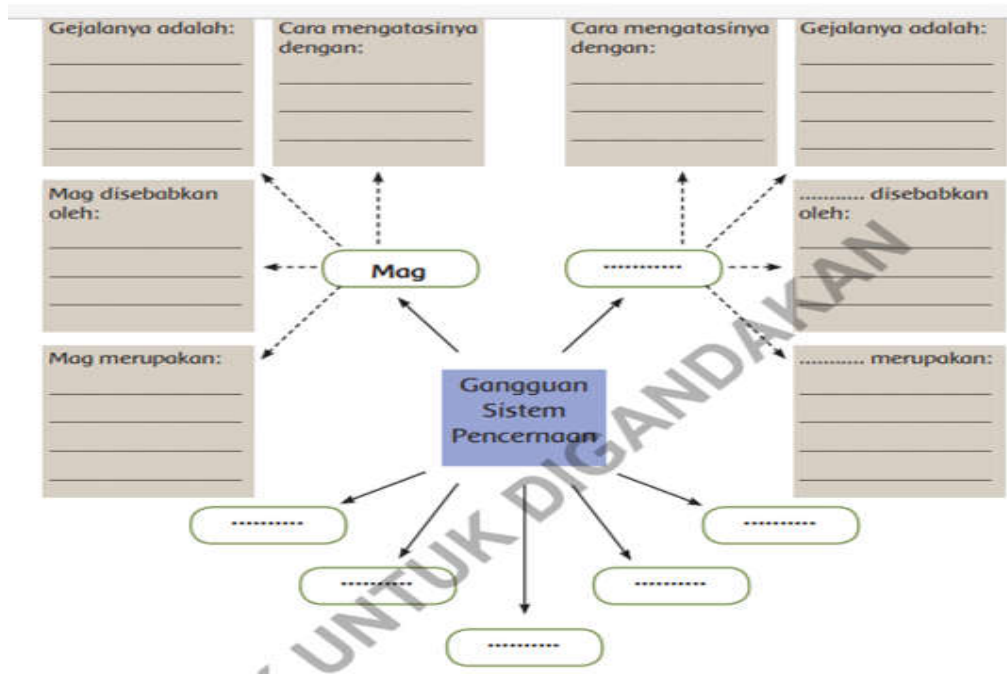 Gejalanya adalah:
Cara mengatasinya
dengan:
Cara mengatasinya
dengan:
Gejalanya adalah:
Mag disebabkan
oleh:
........... disebabkan
oleh:
Mag
...........
Mag merupakan:
........... merupakan:
Gangguan
Sistem
Pencernaan
..........
..........
..........
..........
..........
UNTUK DIGANDAKAN